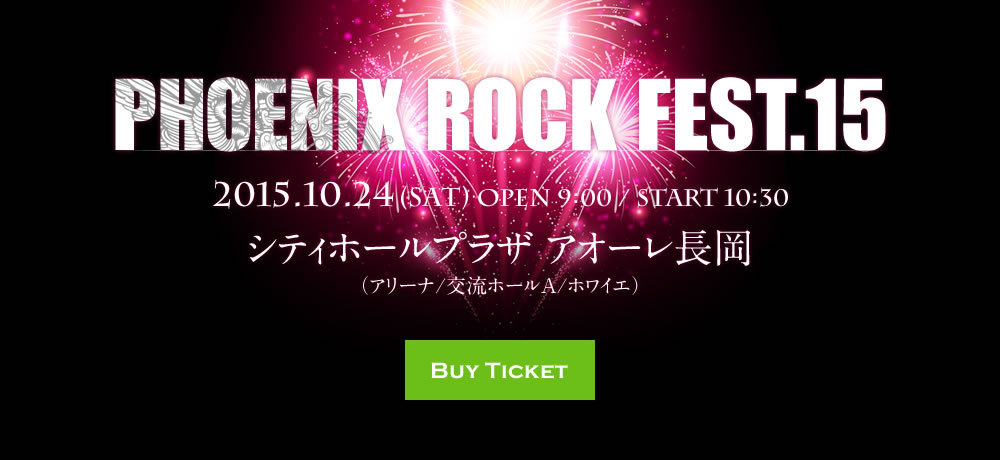 PHOENIX ROCK FEST.15
2015.10.24(SAT) OPEN 9:00 / START 10:30
シティホールプラザ アオーレ長岡
(アリーナ/交流ホールA/ホワイエ)
BUY TICKET